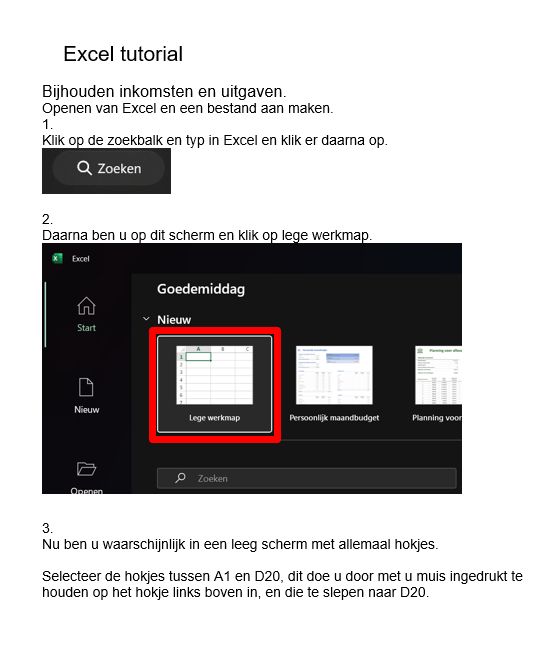 Excel tutorial
Bijhouden inkomsten en uitgaven.
Openen van Excel en een bestand aan maken.
1.
Klik op de zoekbalk en typ in Excel en klik er daarna op.
Zoeken
2.
Daarna ben u op dit scherm en klik op lege werkmap.
Excel
Goedemiddag
Start
Nieuw
A B C
1
2
3
4
5
6
7
Planning voor aftes
Lege werkmap
Persoonlijk maandbudget
Planning voor
Nieuw
Zoeken
Openen
3.
Nu ben u waarschijnlijk in een leeg scherm met allemaal hokjes.
Selecteer de hokjes tussen A1 en D20, dit doe u door met u muis ingedrukt te
houden op het hokje links boven in, en die te slepen naar D20.